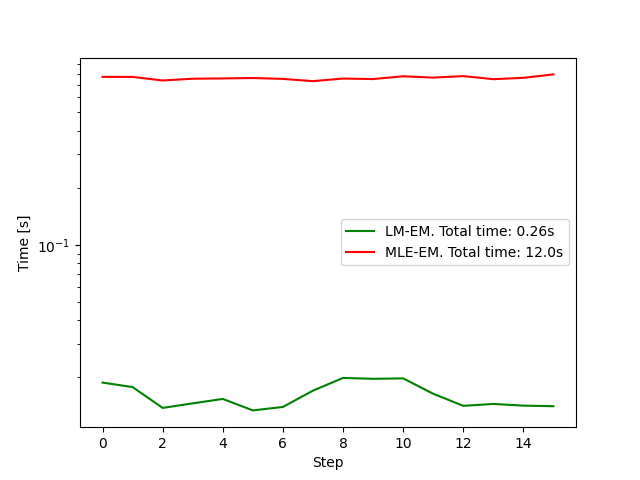 Time [s]
10^{-1}
LM-EM. Total time: 0.26s
MLE-EM. Total time: 12.0s
0 2 4 6 8 10 12 14
Step